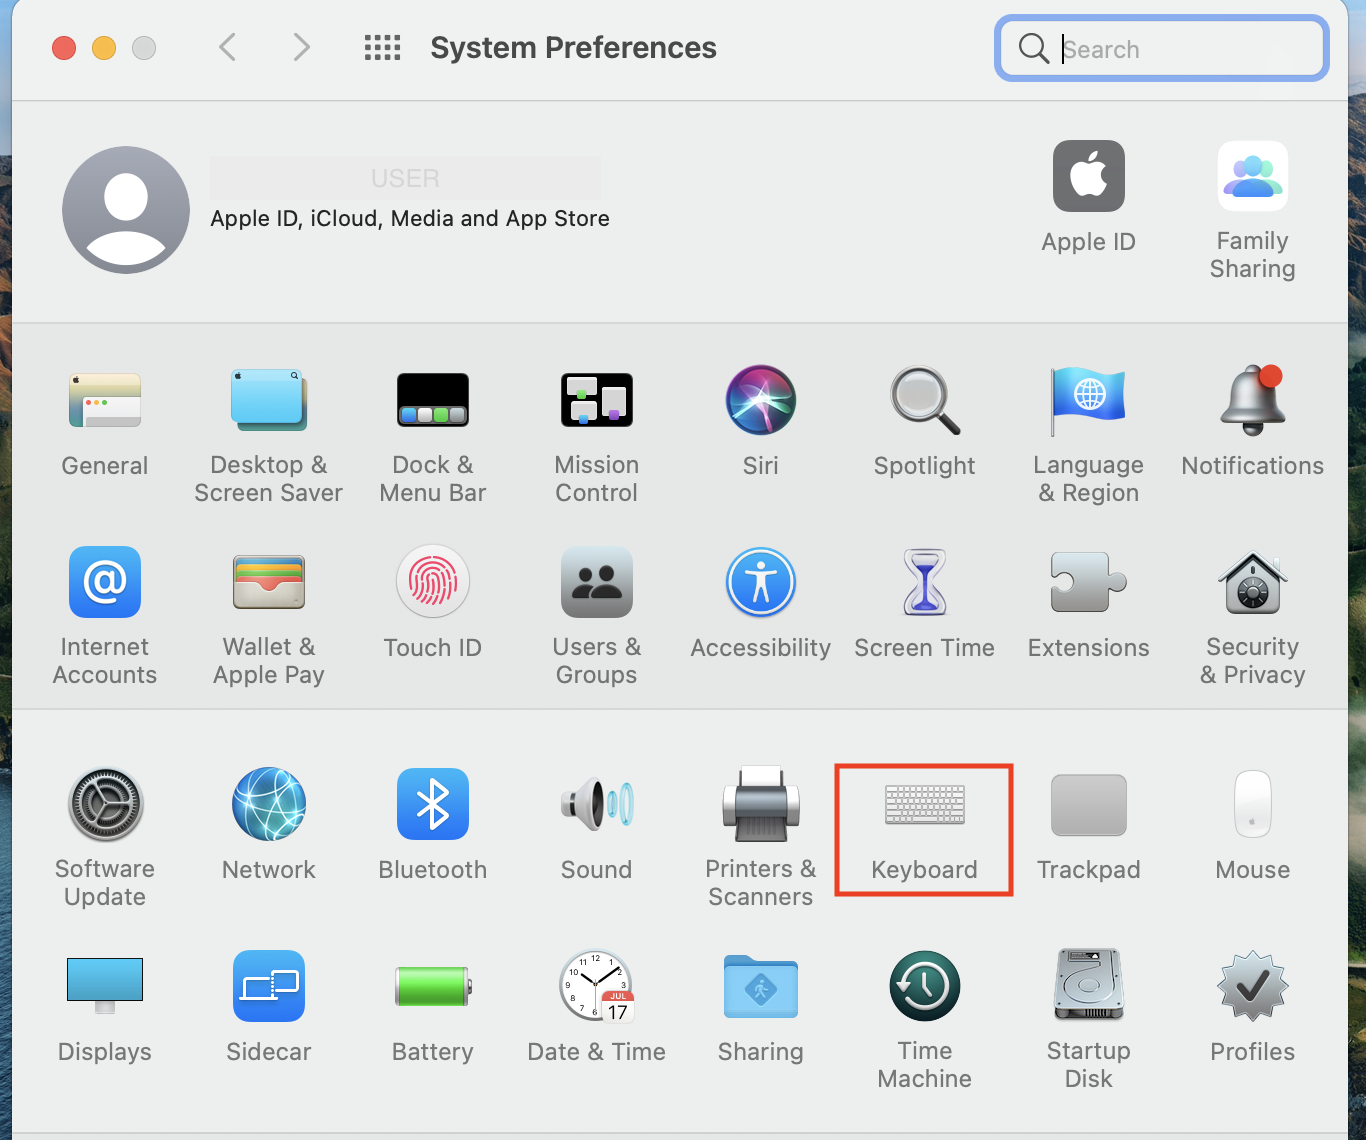 System Preferences
Search
USER
Apple ID, iCloud, Media and App Store
Apple ID
Family
Sharing
General
Desktop &
Screen Saver
Dock &
Menu Bar
Mission
Control
Siri
Spotlight
Language
& Region
Notifications
Internet
Accounts
Wallet &
Apple Pay
Touch ID
Users &
Groups
Accessibility
Screen Time
Extensions
Security
& Privacy
Software
Update
Network
Bluetooth
Sound
Printers &
Scanners
Keyboard
Trackpad
Mouse
Displays
Sidecar
Battery
JUL
17
Date & Time
Sharing
Time
Machine
Startup
Disk
Profiles